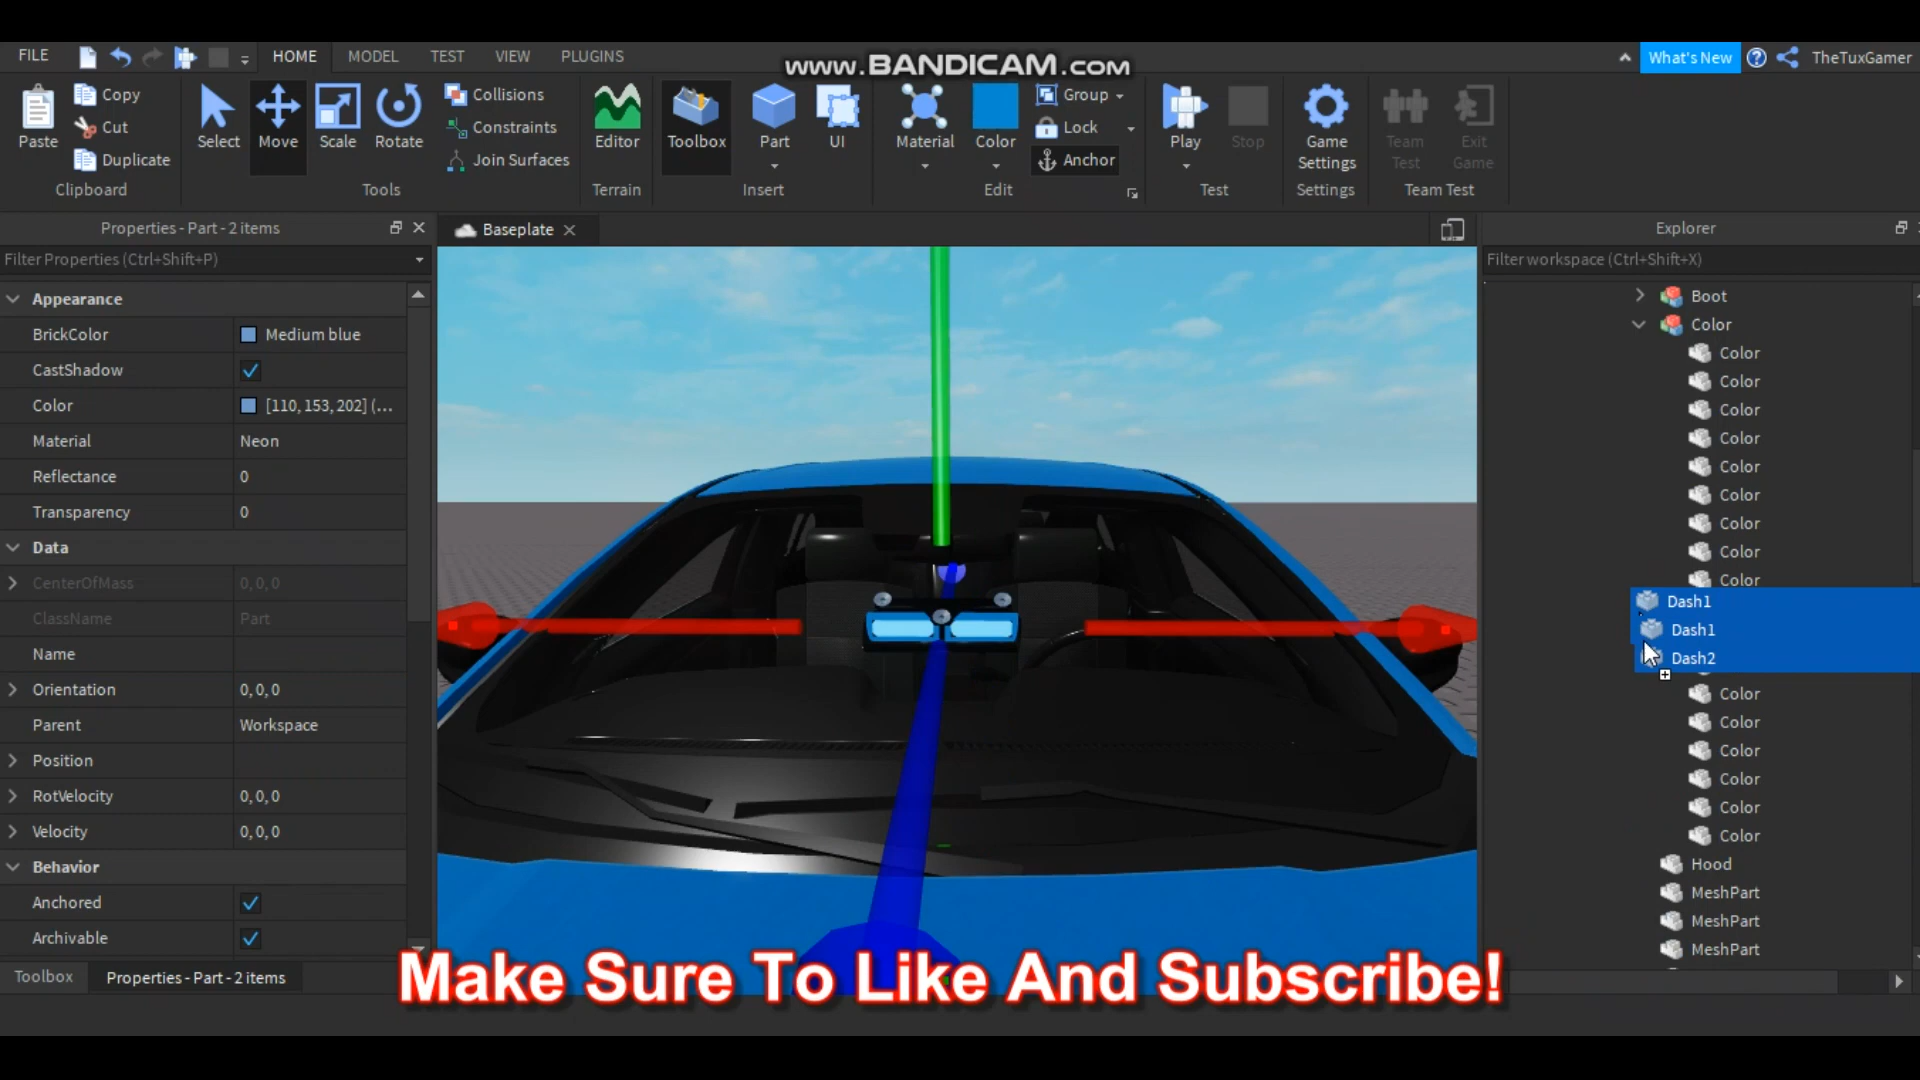 www.BANDICAM.com
FILE
HOME
MODEL
TEST
VIEW
PLUGINS
What's New
TheTuxGamer
Paste
Copy
Cut
Duplicate
Clipboard
Select
Move
Scale
Rotate
Collisions
Constraints
Join Surfaces
Tools
Editor
Terrain
Toolbox
Part
UI
Insert
Material
Color
Group
Lock
Anchor
Edit
Play
Stop
Test
Game
Settings
Settings
Team
Test
Exit
Game
Team Test
Properties - Part - 2 items
Filter Properties (Ctrl+Shift+P)
Appearance
BrickColor Medium blue
CastShadow
Color [110, 153, 202] (...
Material Neon
Reflectance 0
Transparency 0
Data
CenterOfMass 0, 0, 0
ClassName Part
Name
Orientation 0, 0, 0
Parent Workspace
Position
RotVelocity 0, 0, 0
Velocity 0, 0, 0
Behavior
Anchored
Archivable
Toolbox
Properties - Part - 2 items
Baseplate
Explorer
Filter workspace (Ctrl+Shift+X)
Boot
Color
Color
Color
Color
Color
Color
Color
Color
Color
Color
Dash1
Dash1
Dash2
Color
Color
Color
Color
Color
Color
Hood
MeshPart
MeshPart
MeshPart
Make Sure To Like And Subscribe!